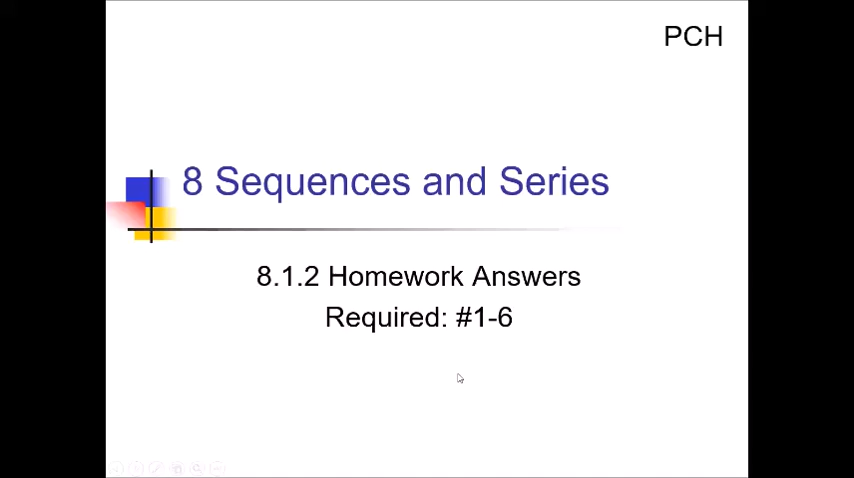 PCH
8 Sequences and Series
8.1.2 Homework Answers
Required: #1-6